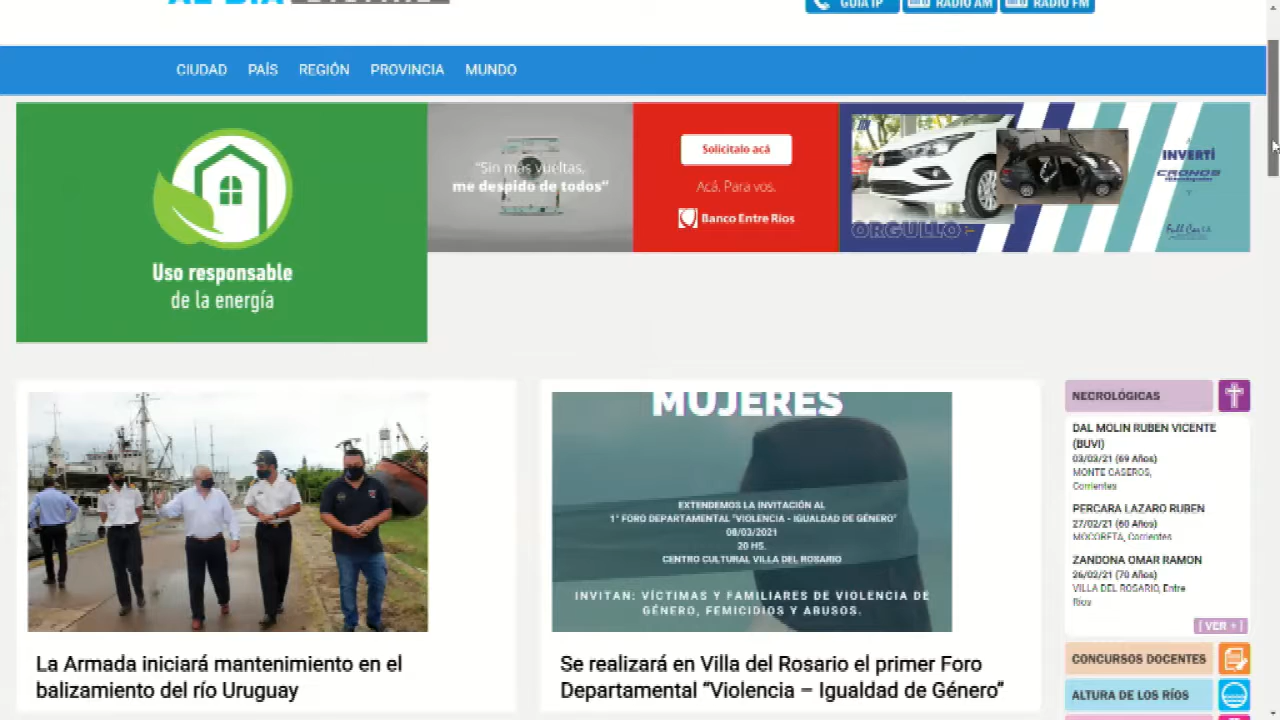 AL DÍA
GUIA IP
RADIO AM
RADIO FM
CIUDAD PAÍS REGIÓN PROVINCIA MUNDO
Uso responsable
de la energía
“Sin más vueltas,
me despido de todos”
Solicitalo acá
Acá. Para vos.
Banco Entre Ríos
ORGULLO
INVERTÍ
CRONOS
Full Car S.A.
MUJERES
EXTENDEMOS LA INVITACIÓN AL
1° FORO DEPARTAMENTAL "VIOLENCIA - IGUALDAD DE GÉNERO"
08/03/2021
20 HS.
CENTRO CULTURAL VILLA DEL ROSARIO
INVITAN: VÍCTIMAS Y FAMILIARES DE VIOLENCIA DE
GÉNERO, FEMICIDIOS Y ABUSOS.
La Armada iniciará mantenimiento en el
balizamiento del río Uruguay
Se realizará en Villa del Rosario el primer Foro
Departamental “Violencia – Igualdad de Género”
NECROLÓGICAS
DAL MOLIN RUBEN VICENTE
(BUVI)
03/03/21 (69 Años)
MONTE CASEROS,
Corrientes
PERCARA LAZARO RUBEN
27/02/21 (60 Años)
MOCORETA, Corrientes
ZANDONA OMAR RAMON
26/02/21 (70 Años)
VILLA DEL ROSARIO, Entre
Ríos
[ VER + ]
CONCURSOS DOCENTES
ALTURA DE LOS RÍOS